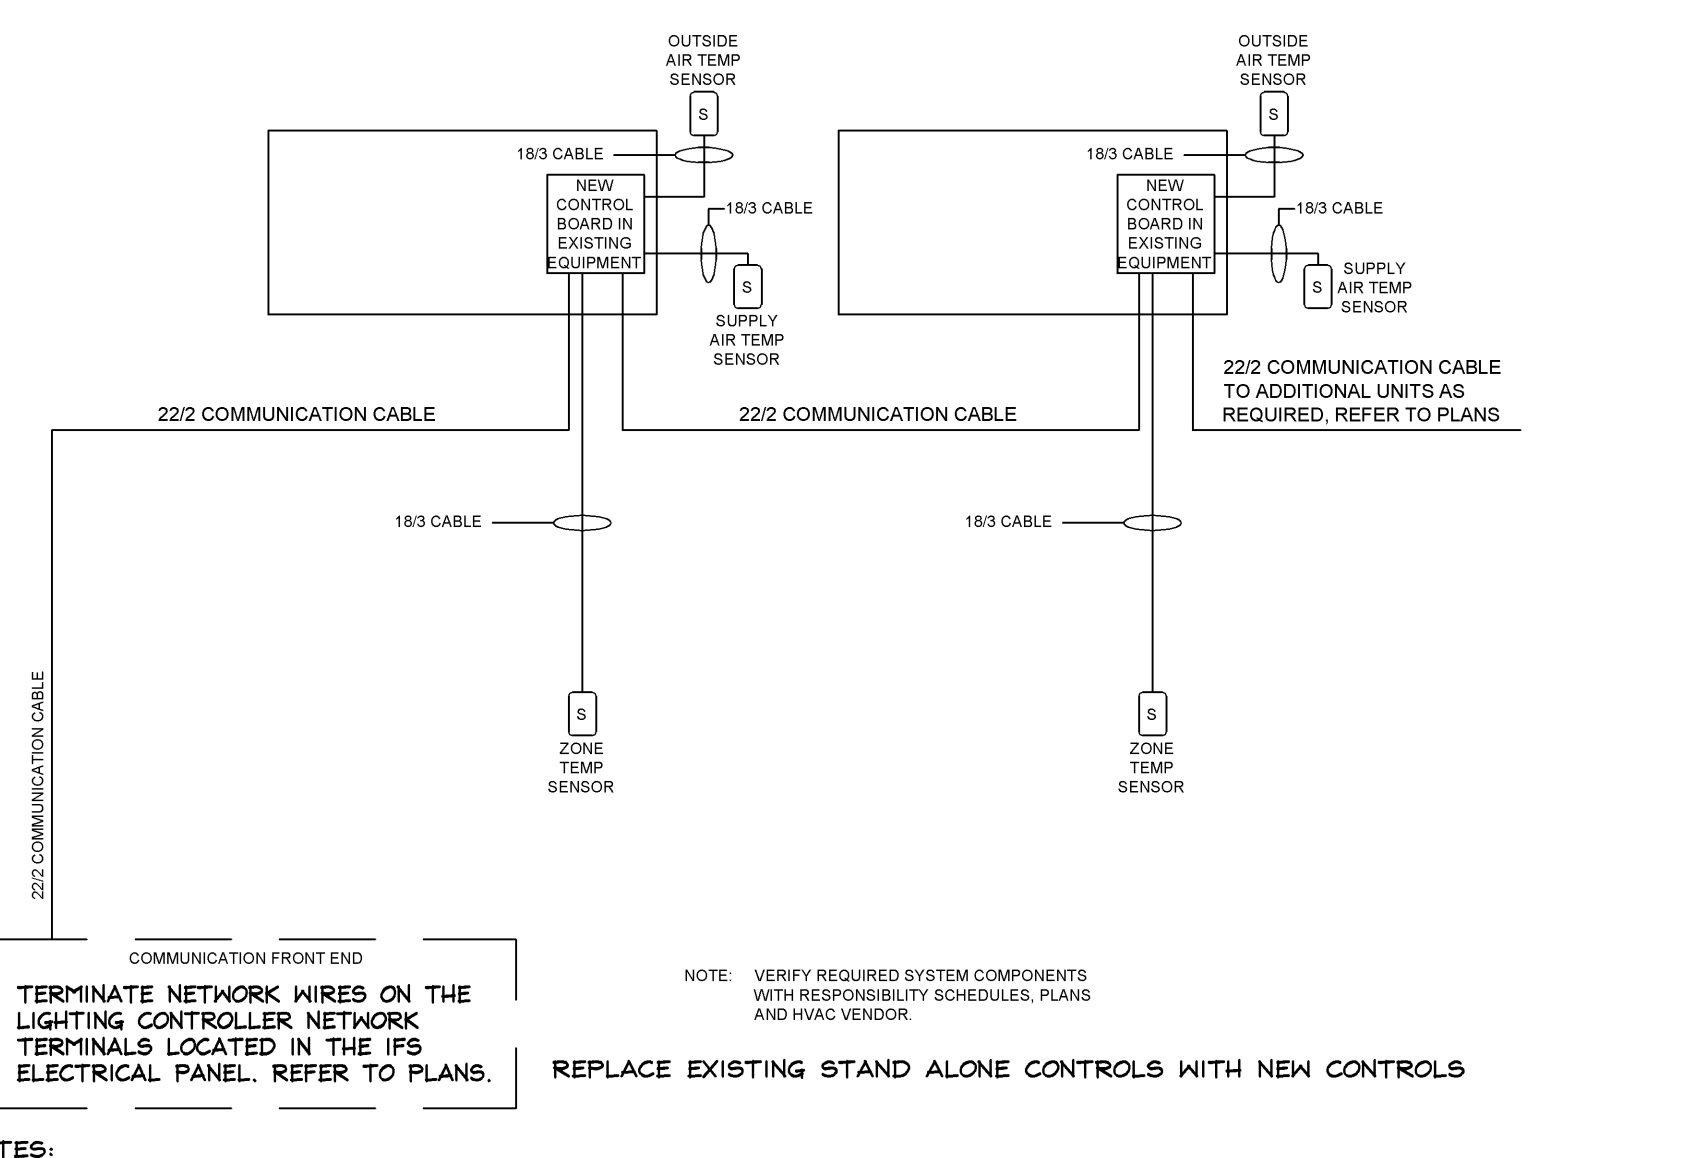 OUTSIDE
AIR TEMP
SENSOR
S
18/3 CABLE
NEW
CONTROL
BOARD IN
EXISTING
EQUIPMENT
18/3 CABLE
S
SUPPLY
AIR TEMP
SENSOR
OUTSIDE
AIR TEMP
SENSOR
S
18/3 CABLE
NEW
CONTROL
BOARD IN
EXISTING
EQUIPMENT
18/3 CABLE
S
SUPPLY
AIR TEMP
SENSOR
22/2 COMMUNICATION CABLE
22/2 COMMUNICATION CABLE
22/2 COMMUNICATION CABLE
TO ADDITIONAL UNITS AS
REQUIRED, REFER TO PLANS
18/3 CABLE
18/3 CABLE
S
ZONE
TEMP
SENSOR
S
ZONE
TEMP
SENSOR
22/2 COMMUNICATION CABLE
COMMUNICATION FRONT END
TERMINATE NETWORK WIRES ON THE
LIGHTING CONTROLLER NETWORK
TERMINALS LOCATED IN THE IFS
ELECTRICAL PANEL. REFER TO PLANS.
NOTE: VERIFY REQUIRED SYSTEM COMPONENTS
WITH RESPONSIBILITY SCHEDULES, PLANS
AND HVAC VENDOR.
REPLACE EXISTING STAND ALONE CONTROLS WITH NEW CONTROLS
TES: